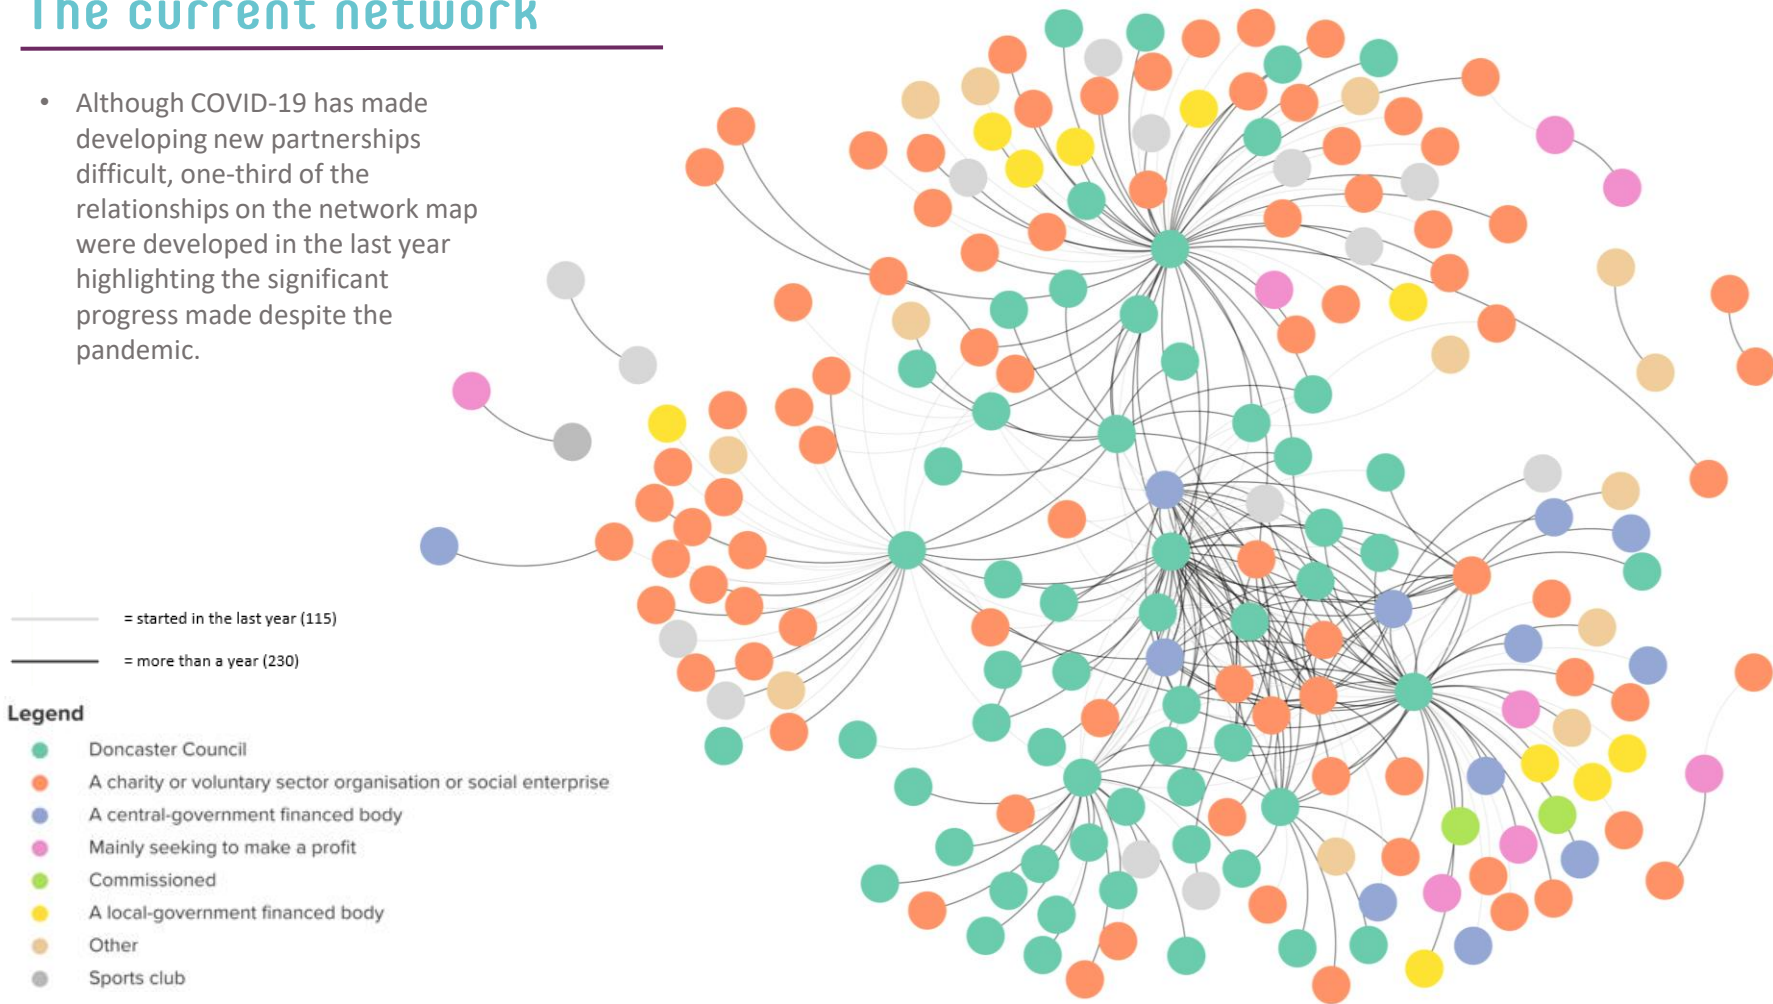 The current network
• Although COVID-19 has made
developing new partnerships
difficult, one-third of the
relationships on the network map
were developed in the last year
highlighting the significant
progress made despite the
pandemic.
= started in the last year (115)
= more than a year (230)
Legend
Doncaster Council
A charity or voluntary sector organisation or social enterprise
A central-government financed body
Mainly seeking to make a profit
Commissioned
A local-government financed body
Other
Sports club